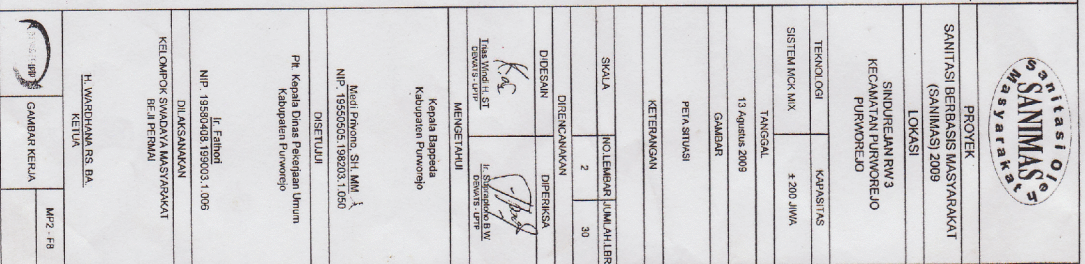 Sanitasi Oleh
SANIMAS
Masyarakat
PROYEK
SANITASI BERBASIS MASYARAKAT
(SANIMAS) 2009
LOKASI
SINDUREJAN RW 3
KECAMATAN PURWOREJO
PURWOREJO
TEKNOLOGI KAPASITAS
SISTEM MCK MIX ± 200 JIWA
TANGGAL
13 Agustus 2009
GAMBAR
PETA SITUASI
KETERANGAN
SKALA NO.LEMBAR JUMLAH.LBR
2 30
DIRENCANAKAN
DIDESAIN DIPERIKSA
Trias Windi H, ST Ir. Surapto B.W
DEWATS - LPTP DEWATS - LPTP
MENGETAHUI
Kepala Bappeda
Kabupaten Purworejo
Medi Priyono, SH. MM
NIP. 19550505.198203.1.050
DISETUJUI
Plt. Kepala Dinas Pekerjaan Umum
Kabupaten Purworejo
Ir. Fathoni
NIP. 19580408.199003.1.006
DILAKSANAKAN
KELOMPOK SWADAYA MASYARAKAT
BEJI PERMAI
H. WARDHANA RS. BA
KETUA
GAMBAR KERJA MP2 - F8